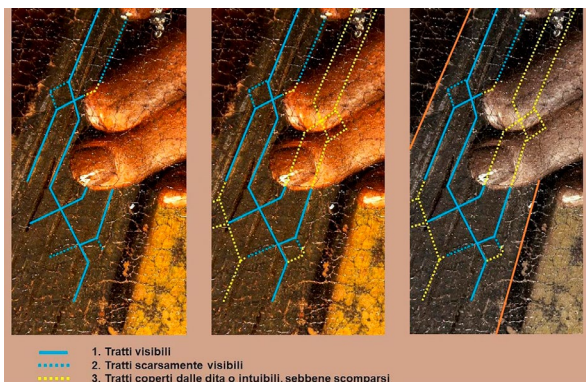 1. Tratti visibili
2. Tratti scarsamente visibili
3. Tratti coperti dalle dita o intuibili, sebbene scomparsi